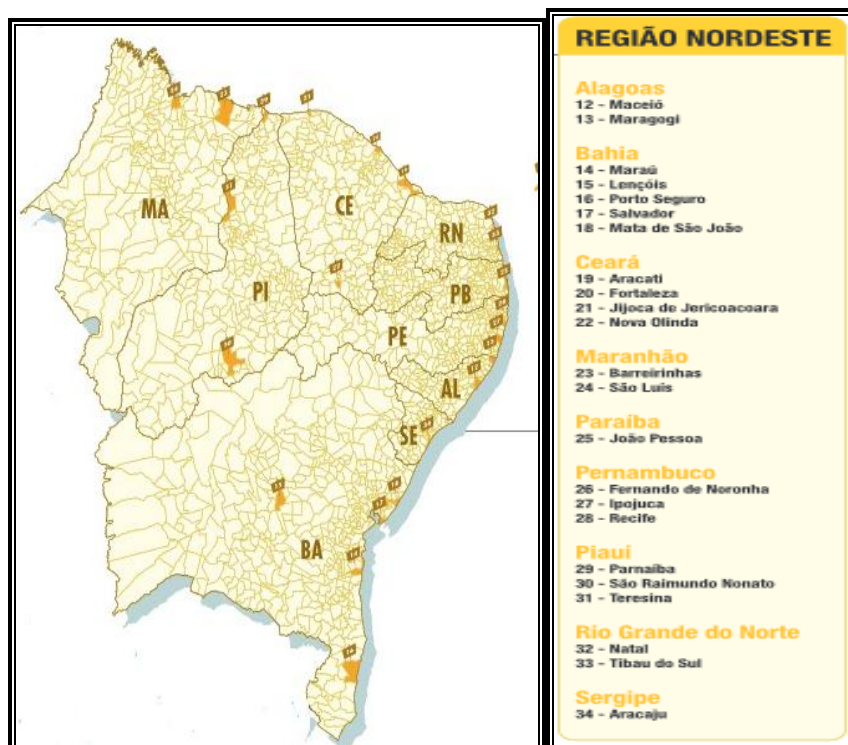 MA
CE
RN
PI
PB
PE
AL
SE
BA
REGIÃO NORDESTE
Alagoas
12 - Maceió
13 - Maragogi
Bahia
14 - Maraú
15 - Lençóis
16 - Porto Seguro
17 - Salvador
18 - Mata de São João
Ceará
19 - Aracati
20 - Fortaleza
21 - Jijoca de Jericoacoara
22 - Nova Olinda
Maranhão
23 - Barreirinhas
24 - São Luís
Paraíba
25 - João Pessoa
Pernambuco
26 - Fernando de Noronha
27 - Ipojuca
28 - Recife
Piauí
29 - Parnaíba
30 - São Raimundo Nonato
31 - Teresina
Rio Grande do Norte
32 - Natal
33 - Tibau do Sul
Sergipe
34 - Aracaju